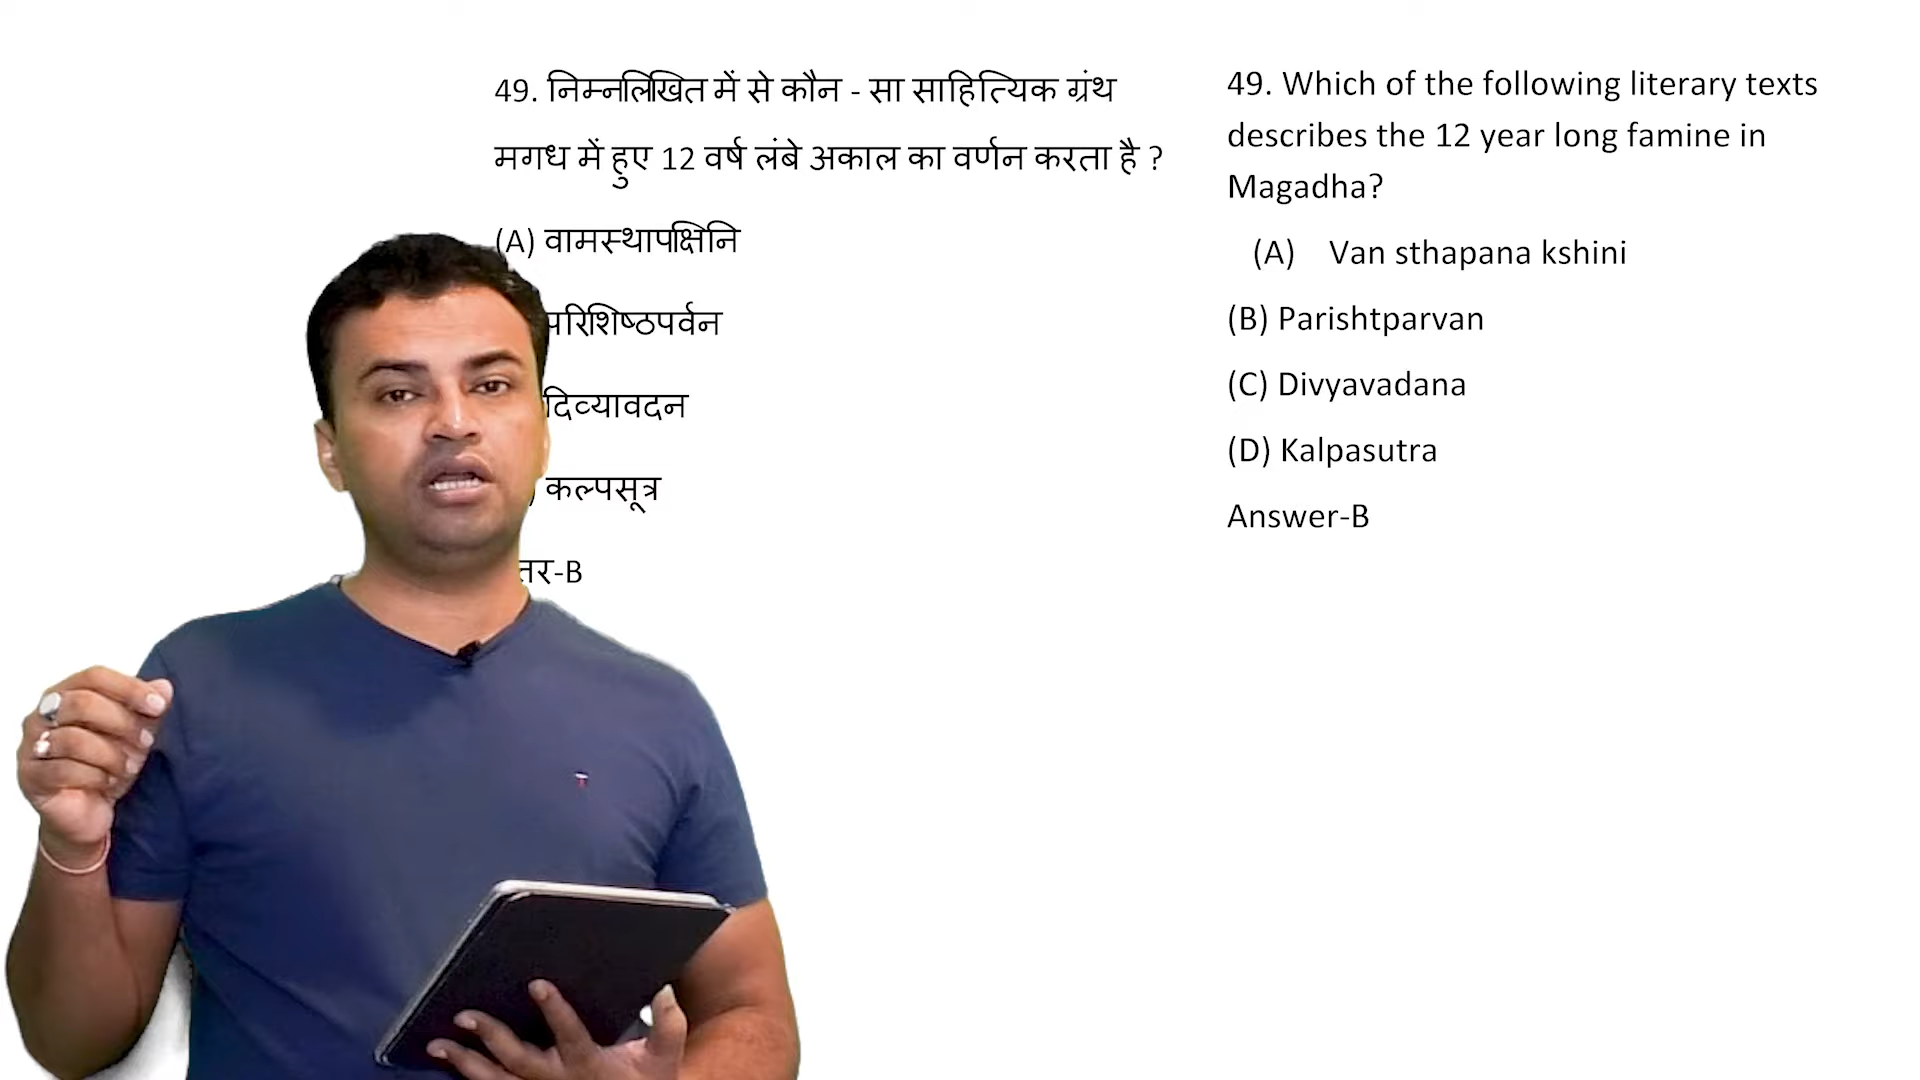 49. निम्नलिखित में से कौन - सा साहित्यिक ग्रंथ
मगध में हुए 12 वर्ष लंबे अकाल का वर्णन करता है ?
(A) वामस्थापक्षिनि
परिशिष्ठपर्वन
दिव्यावदन
) कल्पसूत्र
तर-B
49. Which of the following literary texts
describes the 12 year long famine in
Magadha?
(A) Van sthapana kshini
(B) Parishtparvan
(C) Divyavadana
(D) Kalpasutra
Answer-B